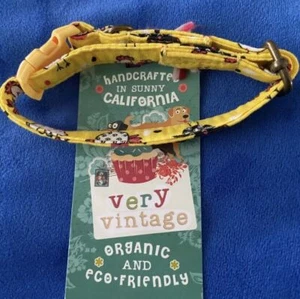 HANDCRAFTED
IN SUNNY
CALIFORNIA
very
vintage
ORGANIC
AND
eco-FRIENDLY